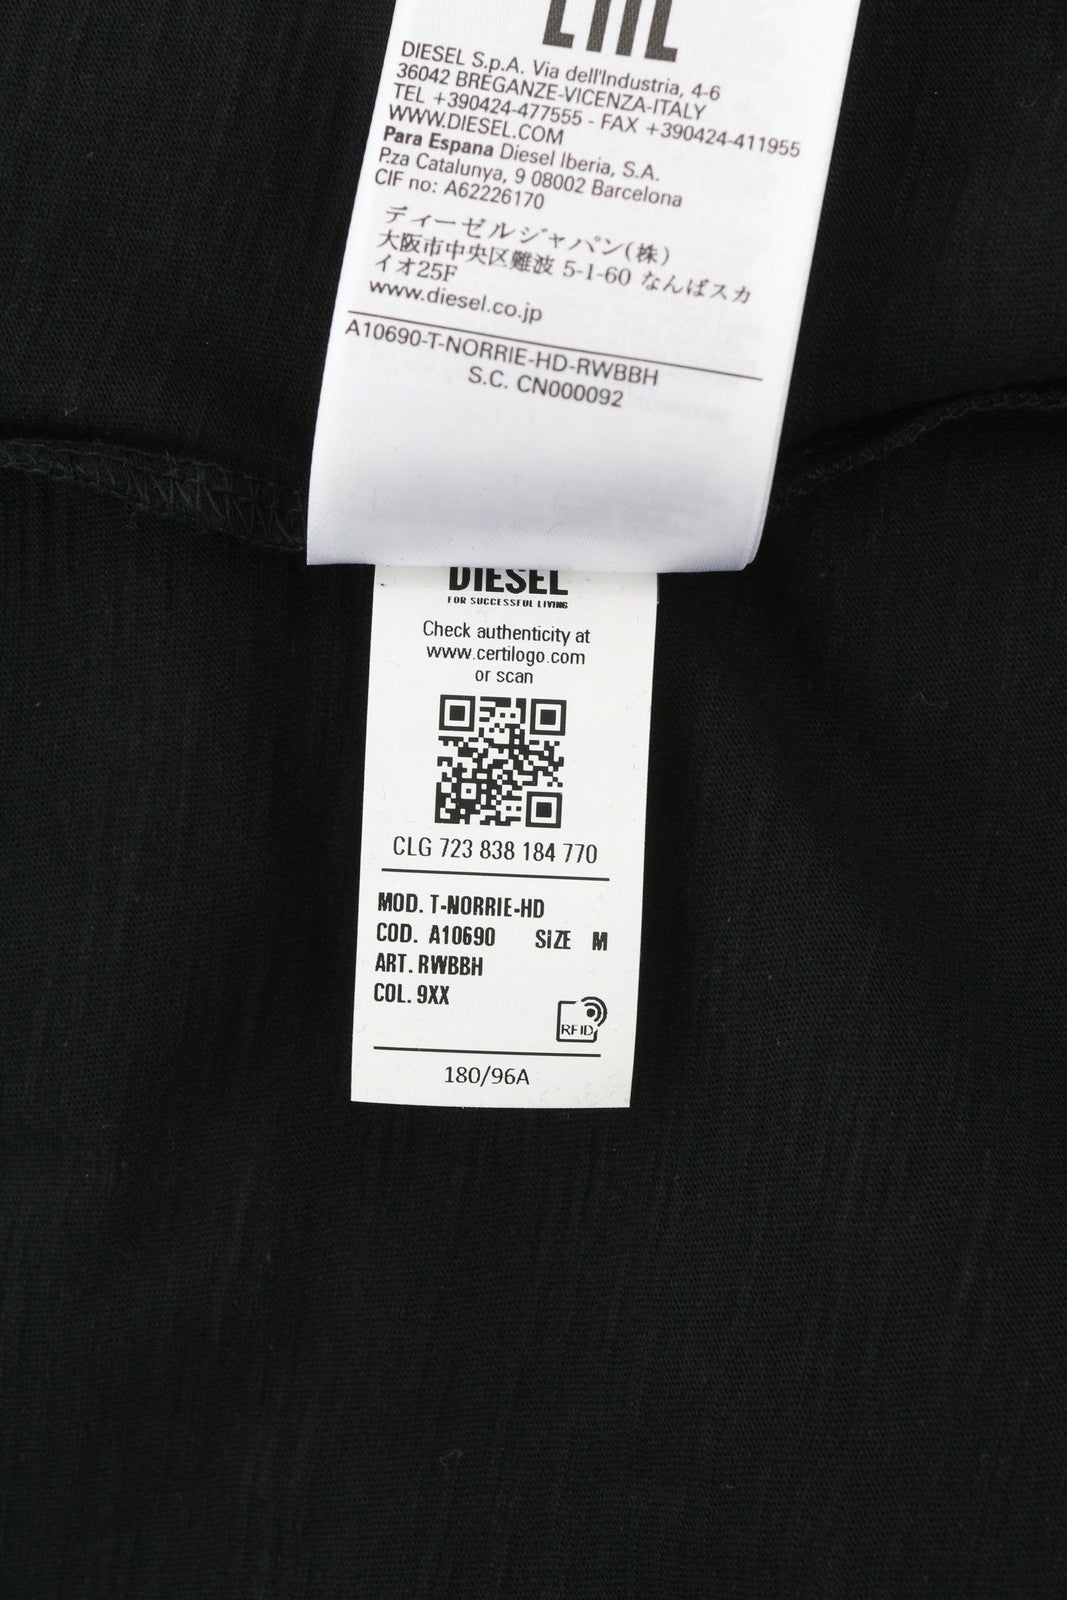 EAC
DIESEL S.p.A. Via dell'Industria, 4-6
36042 BREGANZE-VICENZA-ITALY
TEL +390424-477555 - FAX +390424-411955
WWW.DIESEL.COM
Para Espana Diesel Iberia, S.A.
P.za Catalunya, 9 08002 Barcelona
CIF no: A62226170
ディーゼルジャパン(株)
大阪市中央区難波 5-1-60 なんばスカ
イオ25F
www.diesel.co.jp
A10690-T-NORRIE-HD-RWBBH
S.C. CN000092
DIESEL
FOR SUCCESSFUL LIVING
Check authenticity at
www.certilogo.com
or scan
CLG 723 838 184 770
MOD. T-NORRIE-HD
COD. A10690 SIZE M
ART. RWBBH
COL. 9XX
RFID
180/96A